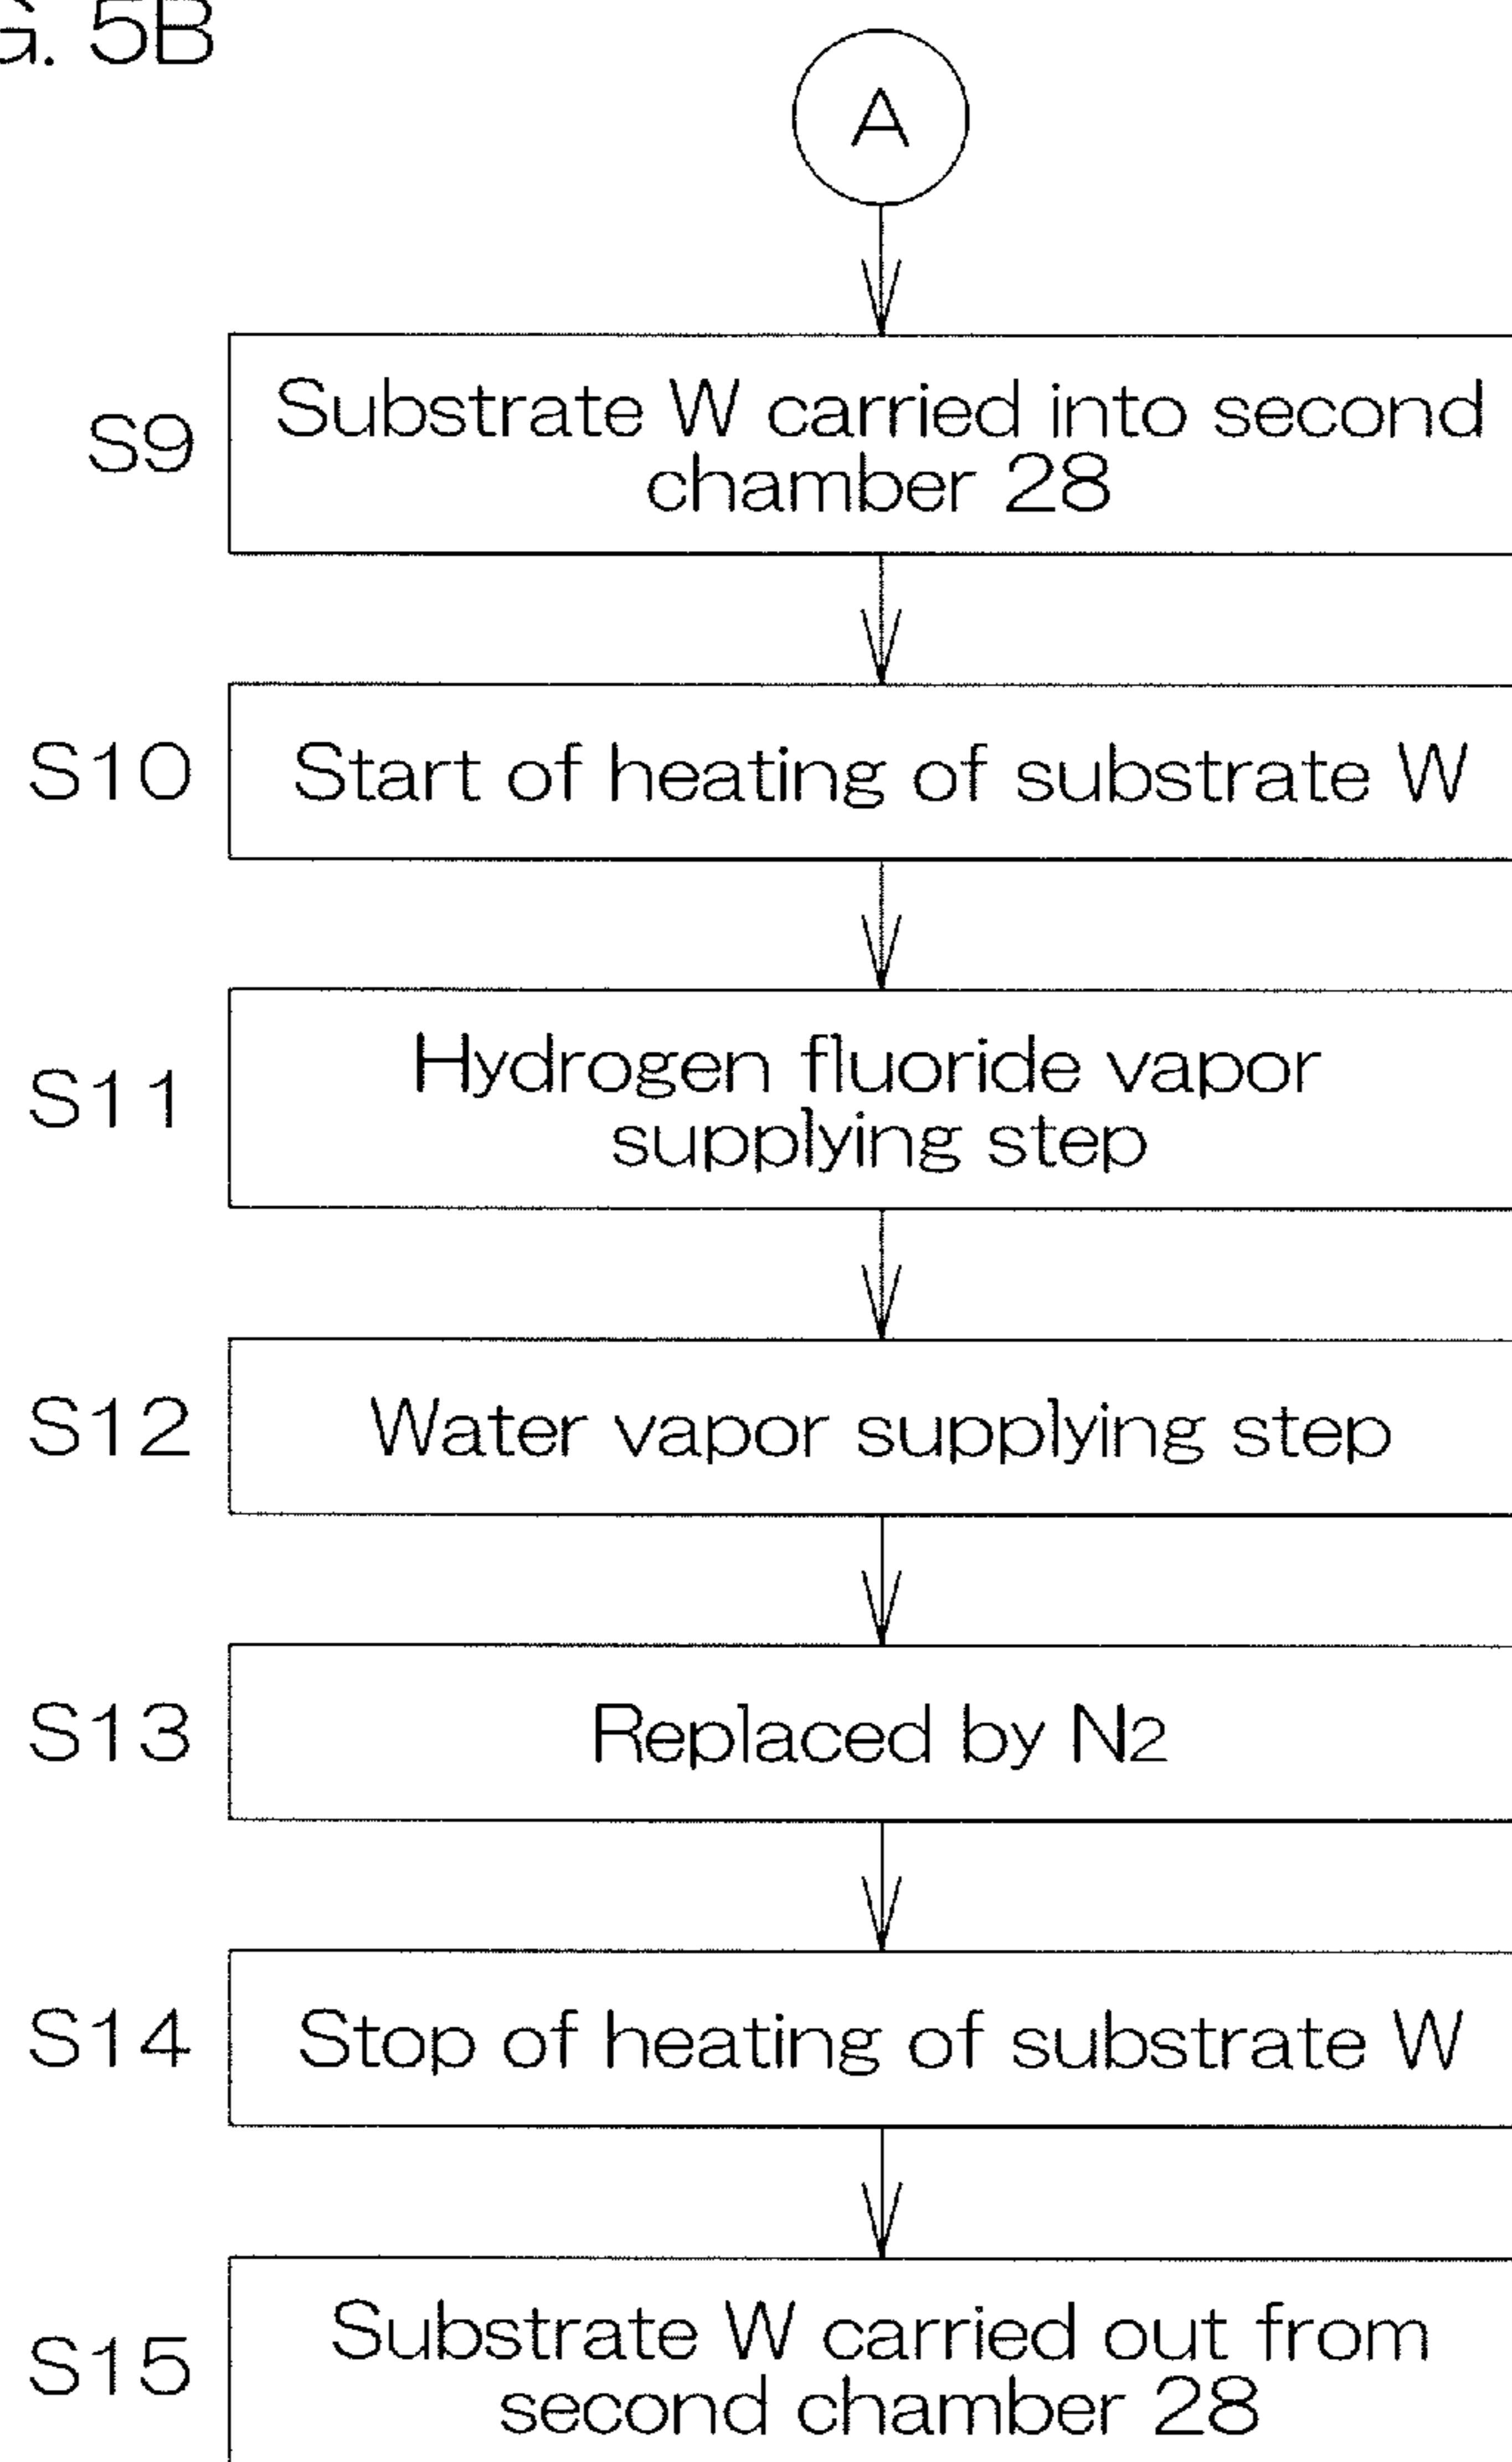 G. 5B
A
S9
Substrate W carried into second
chamber 28
S10
Start of heating of substrate W
S11
Hydrogen fluoride vapor
supplying step
S12
Water vapor supplying step
S13
Replaced by N2
S14
Stop of heating of substrate W
S15
Substrate W carried out from
second chamber 28